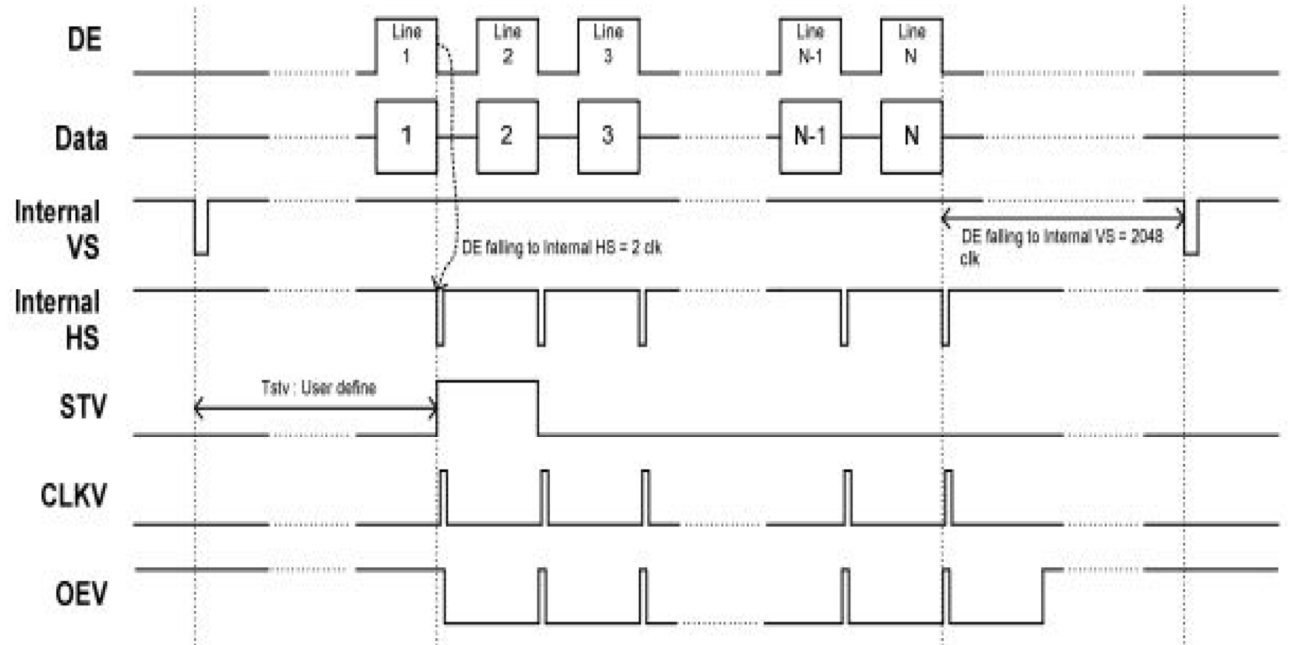 DE
Line
1
Line
2
Line
3
Line
N-1
Line
N
Data
1
2
3
N-1
N
Internal
VS
DE falling to Internal HS = 2 clk
DE falling to Internal VS = 2048
clk
Internal
HS
STV
Tstv : User define
CLKV
OEV